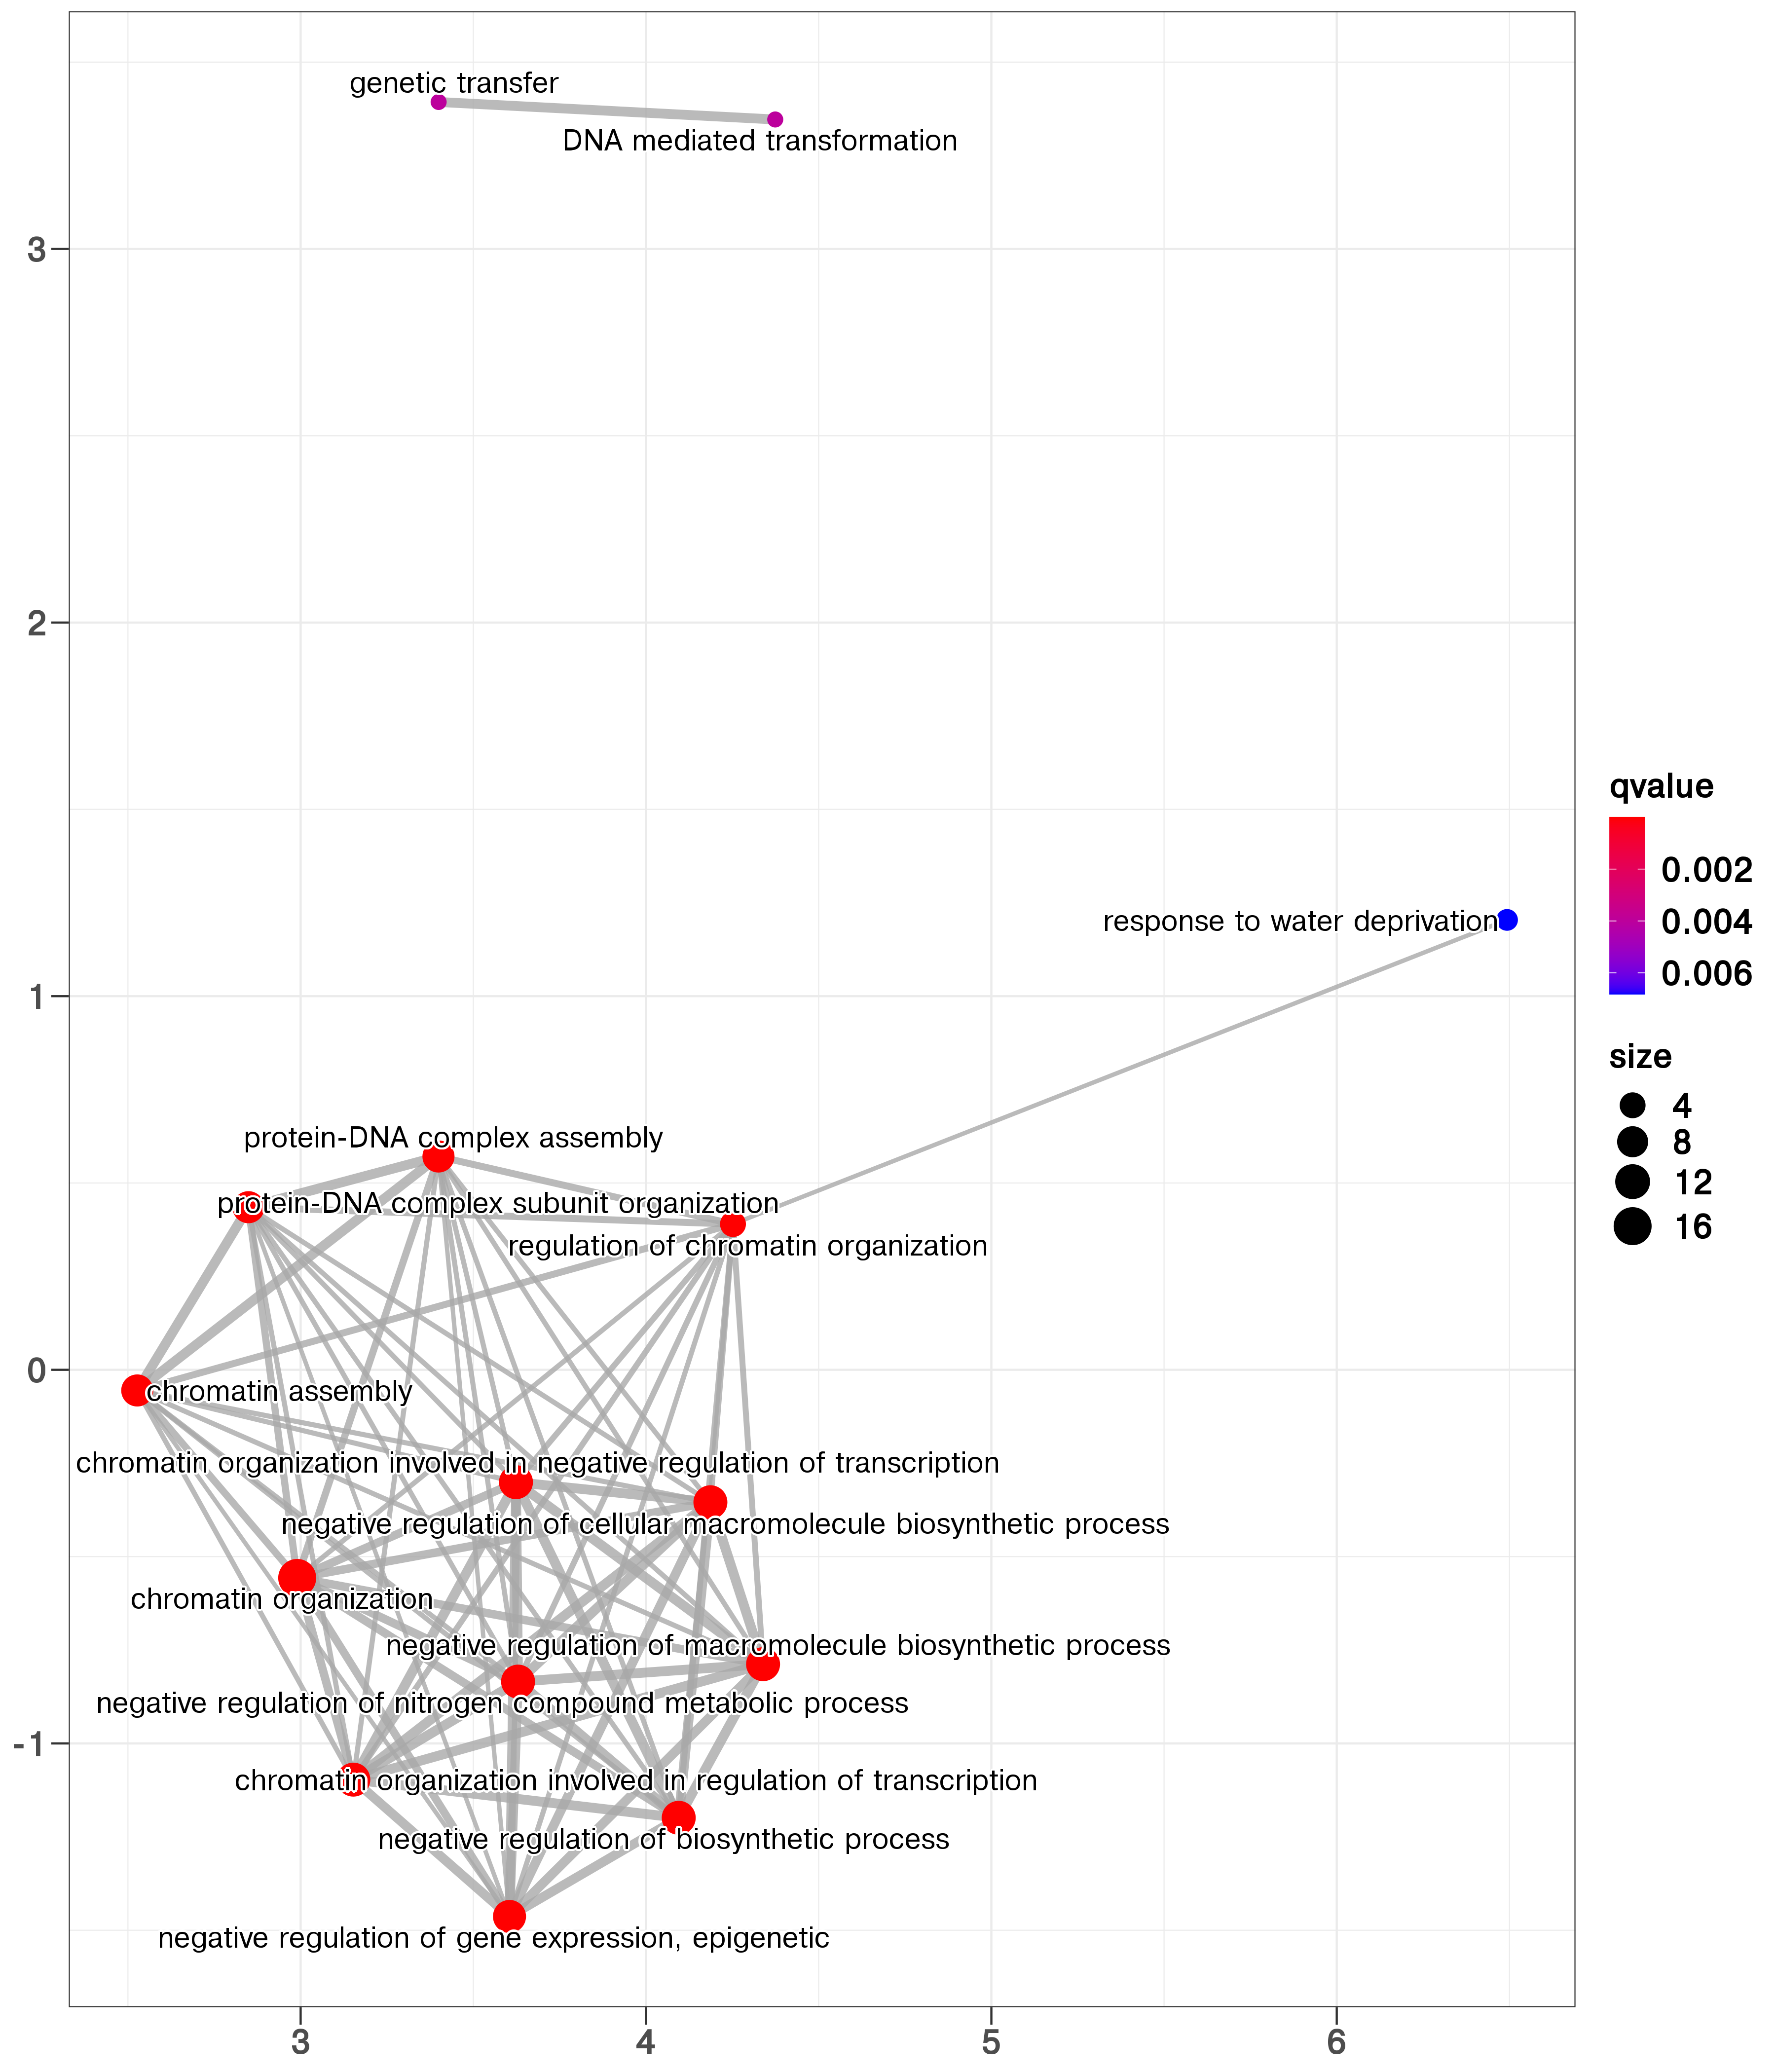 genetic transfer
DNA mediated transformation
3
2
response to water deprivation
1
protein-DNA complex assembly
protein-DNA complex subunit organization
regulation of chromatin organization
0
chromatin assembly
chromatin organization involved in negative regulation of transcription
negative regulation of cellular macromolecule biosynthetic process
chromatin organization
negative regulation of macromolecule biosynthetic process
negative regulation of nitrogen compound metabolic process
-1
chromatin organization involved in regulation of transcription
negative regulation of biosynthetic process
negative regulation of gene expression, epigenetic
3 4 5 6
qvalue
0.002
0.004
0.006
size
4
8
12
16